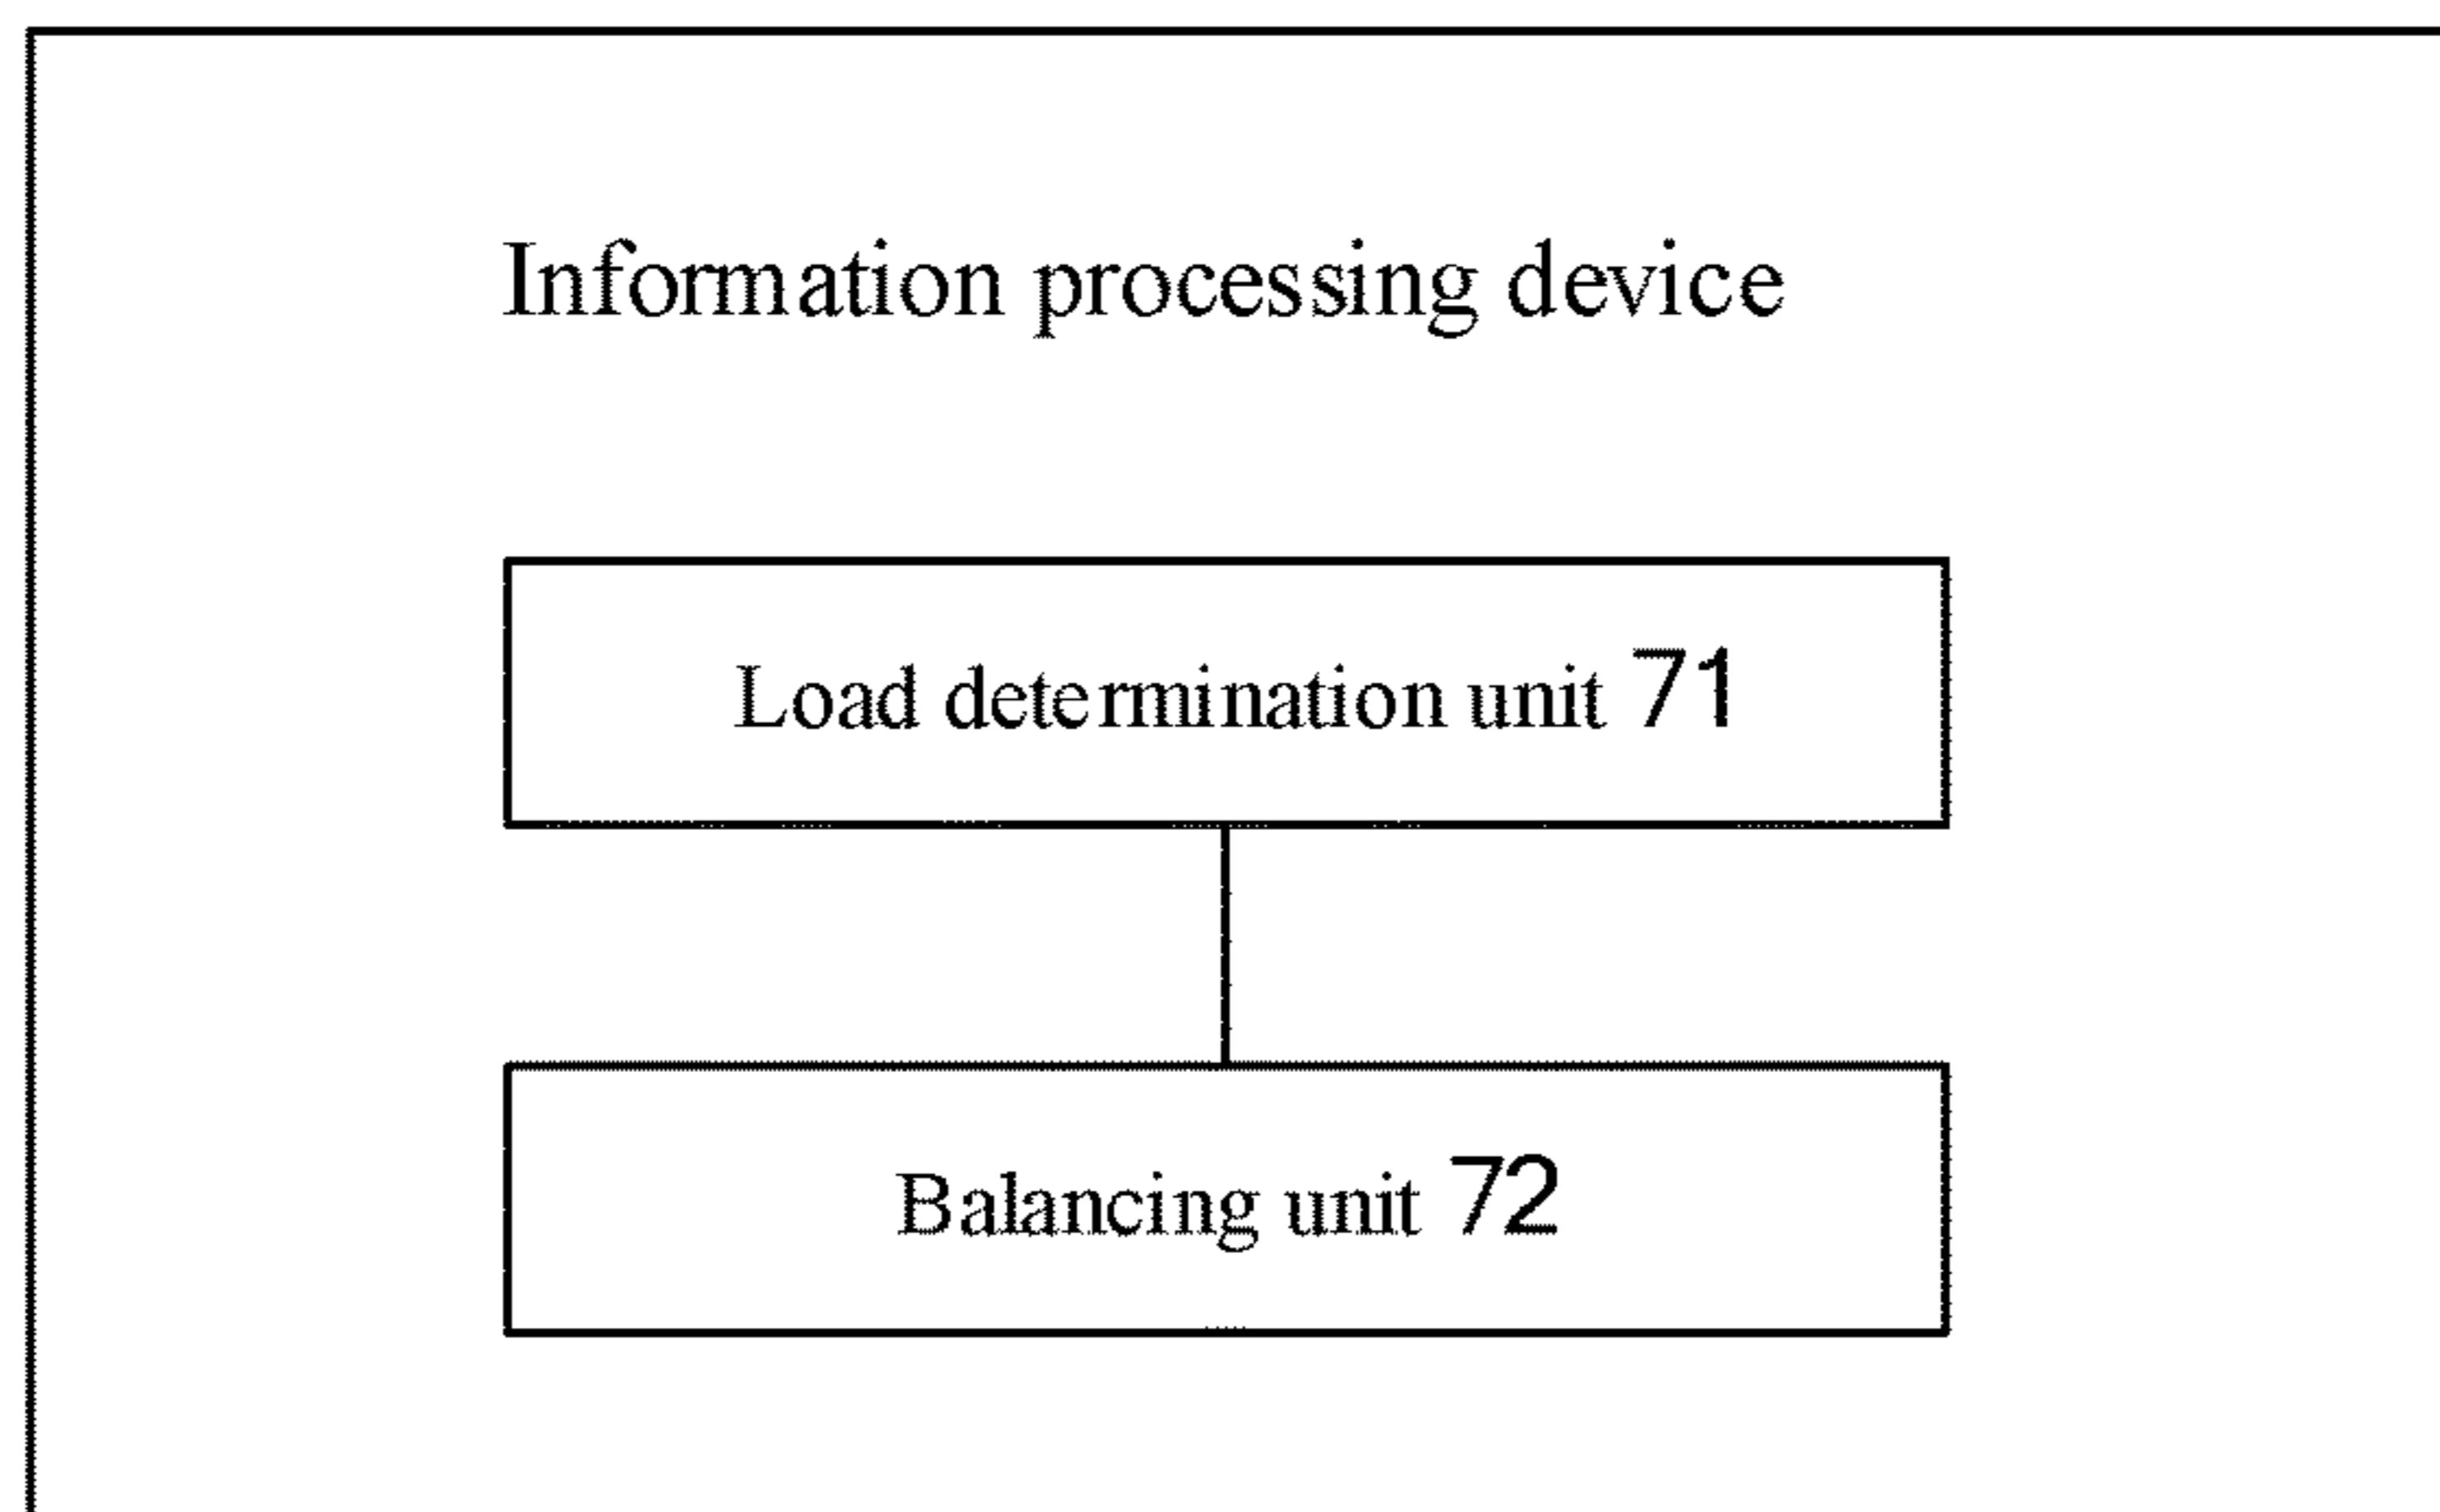 Information processing device
Load determination unit 71
Balancing unit 72